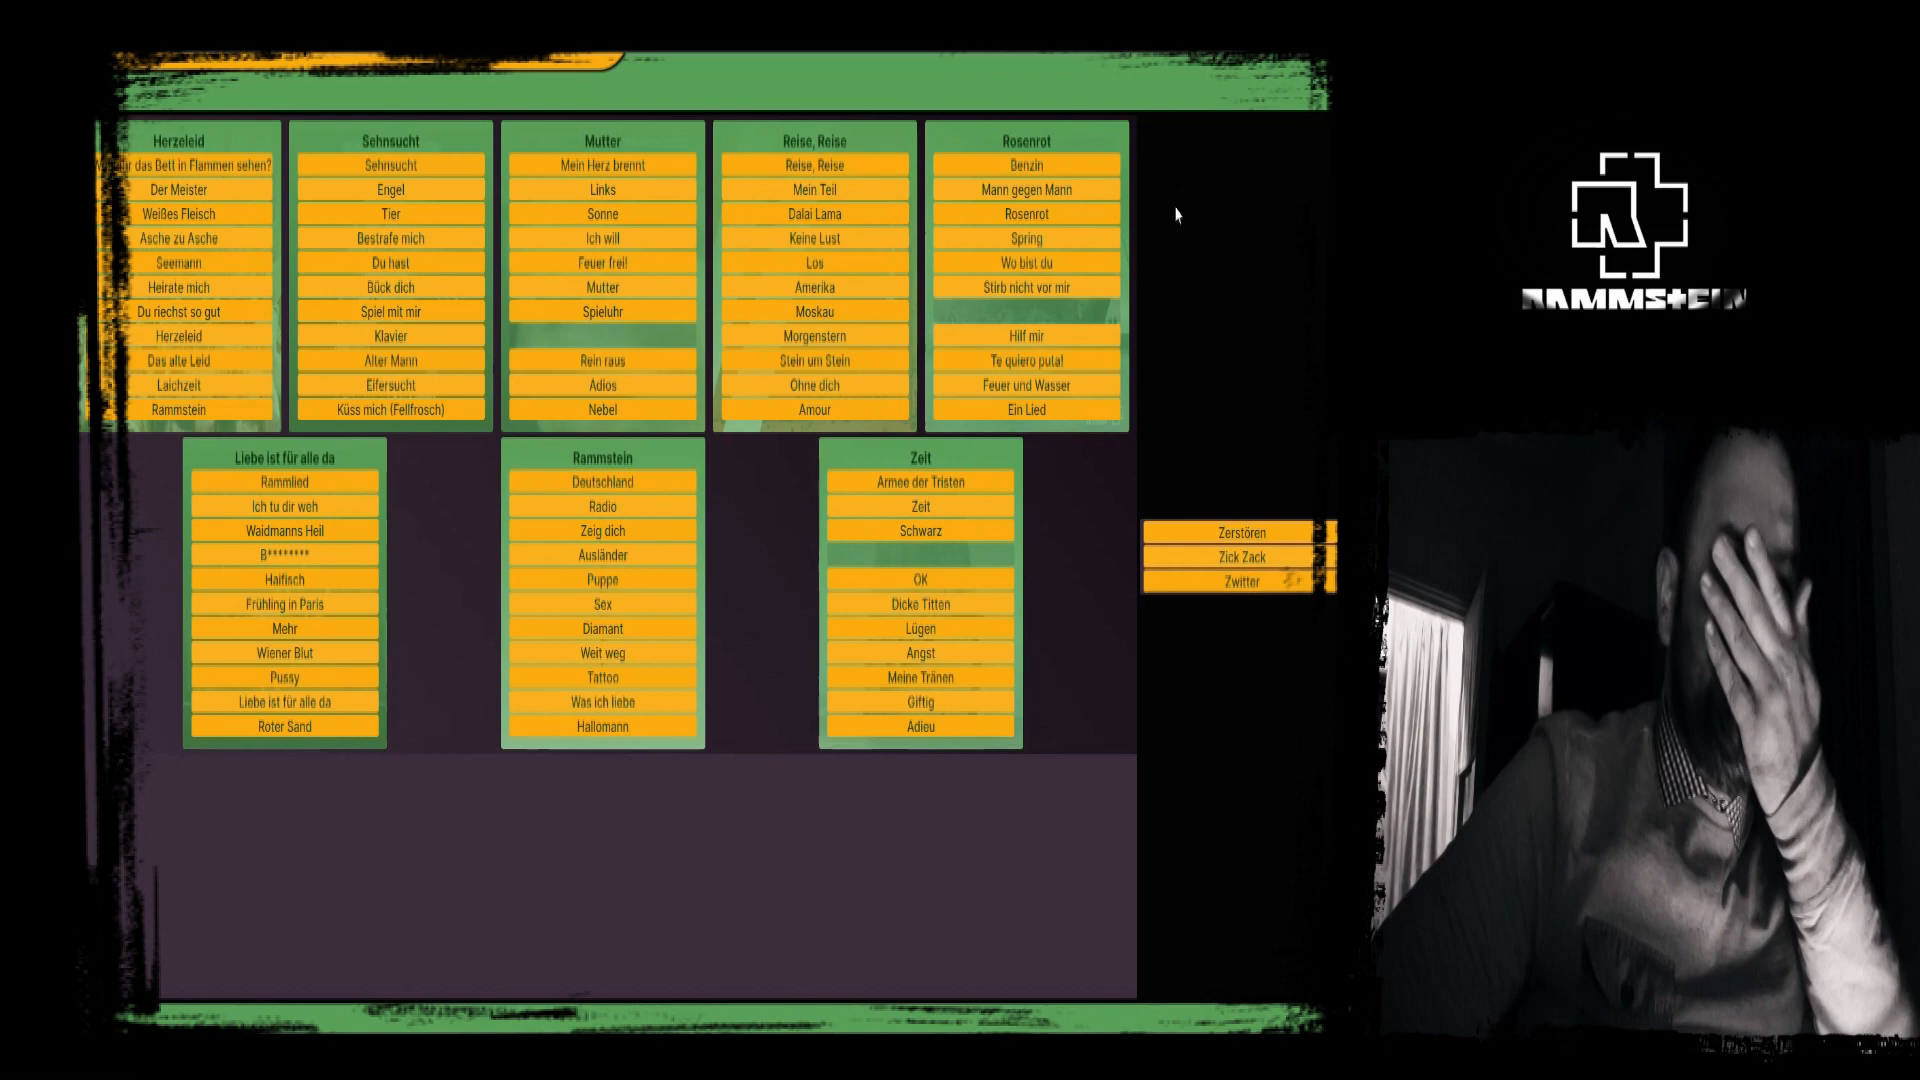 Herzeleid
das Bett in Flammen sehen?
Der Meister
Weißes Fleisch
Asche zu Asche
Seemann
Heirate mich
Du riechst so gut
Herzeleid
Das alte Leid
Laichzeit
Rammstein
Sehnsucht
Sehnsucht
Engel
Tier
Bestrafe mich
Du hast
Bück dich
Spiel mit mir
Klavier
Alter Mann
Eifersucht
Küss mich (Fellfrosch)
Mutter
Mein Herz brennt
Links
Sonne
Ich will
Feuer frei!
Mutter
Spieluhr
Rein raus
Adios
Nebel
Reise, Reise
Reise, Reise
Mein Teil
Dalai Lama
Keine Lust
Los
Amerika
Moskau
Morgenstern
Stein um Stein
Ohne dich
Amour
Rosenrot
Benzin
Mann gegen Mann
Rosenrot
Spring
Wo bist du
Stirb nicht vor mir
Hilf mir
Te quiero puta!
Feuer und Wasser
Ein Lied
Liebe ist für alle da
Rammlied
Ich tu dir weh
Waidmanns Heil
B********
Haifisch
Frühling in Paris
Mehr
Wiener Blut
Pussy
Liebe ist für alle da
Roter Sand
Rammstein
Deutschland
Radio
Zeig dich
Ausländer
Puppe
Sex
Diamant
Weit weg
Tattoo
Was ich liebe
Hallomann
Zeit
Armee der Tristen
Zeit
Schwarz
OK
Dicke Titten
Lügen
Angst
Meine Tränen
Giftig
Adieu
Zerstören
Zick Zack
Zwitter
RAMMSTEIN